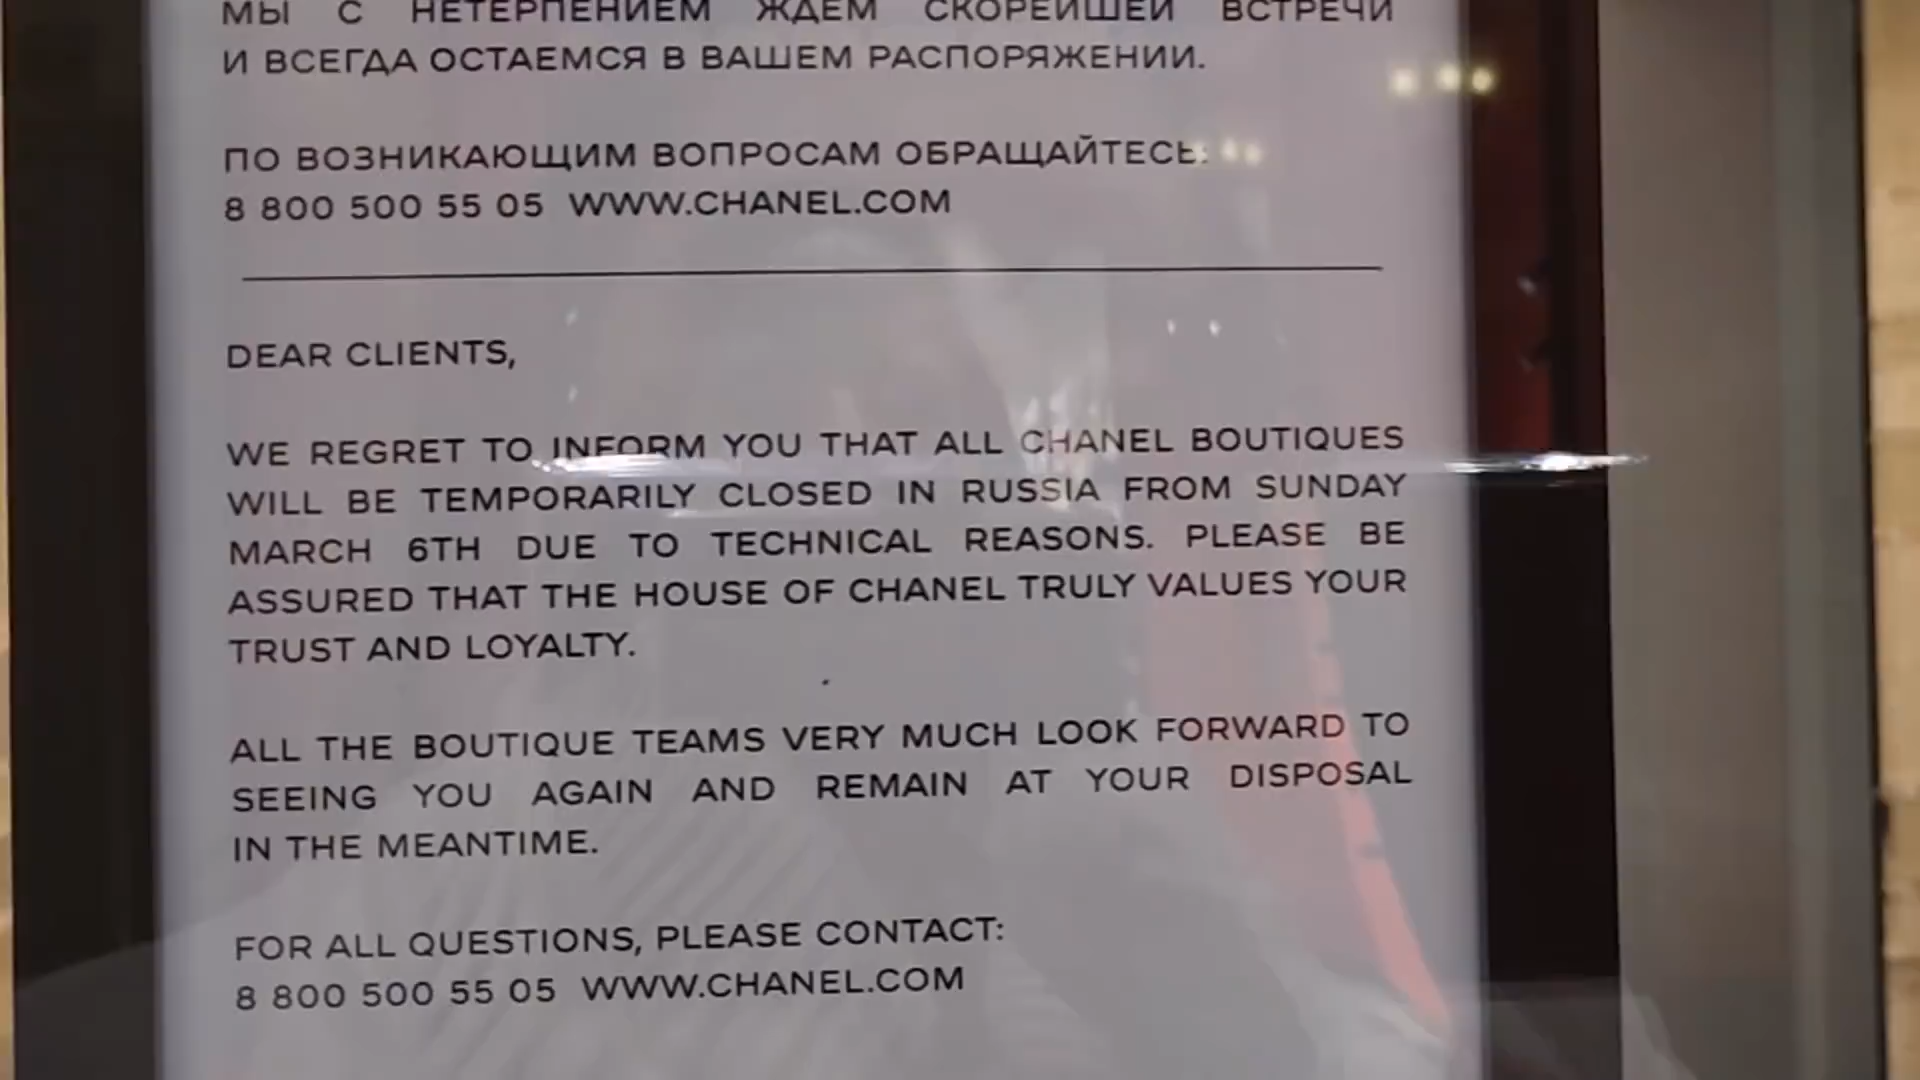 МЫ С НЕТЕРПЕНИЕМ ЖДЕМ СКОРЕЙШЕЙ ВСТРЕЧИ
И ВСЕГДА ОСТАЕМСЯ В ВАШЕМ РАСПОРЯЖЕНИИ.
ПО ВОЗНИКАЮЩИМ ВОПРОСАМ ОБРАЩАЙТЕСЬ:
8 800 500 55 05 WWW.CHANEL.COM
DEAR CLIENTS,
WE REGRET TO INFORM YOU THAT ALL CHANEL BOUTIQUES
WILL BE TEMPORARILY CLOSED IN RUSSIA FROM SUNDAY
MARCH 6TH DUE TO TECHNICAL REASONS. PLEASE BE
ASSURED THAT THE HOUSE OF CHANEL TRULY VALUES YOUR
TRUST AND LOYALTY.
ALL THE BOUTIQUE TEAMS VERY MUCH LOOK FORWARD TO
SEEING YOU AGAIN AND REMAIN AT YOUR DISPOSAL
IN THE MEANTIME.
FOR ALL QUESTIONS, PLEASE CONTACT:
8 800 500 55 05 WWW.CHANEL.COM